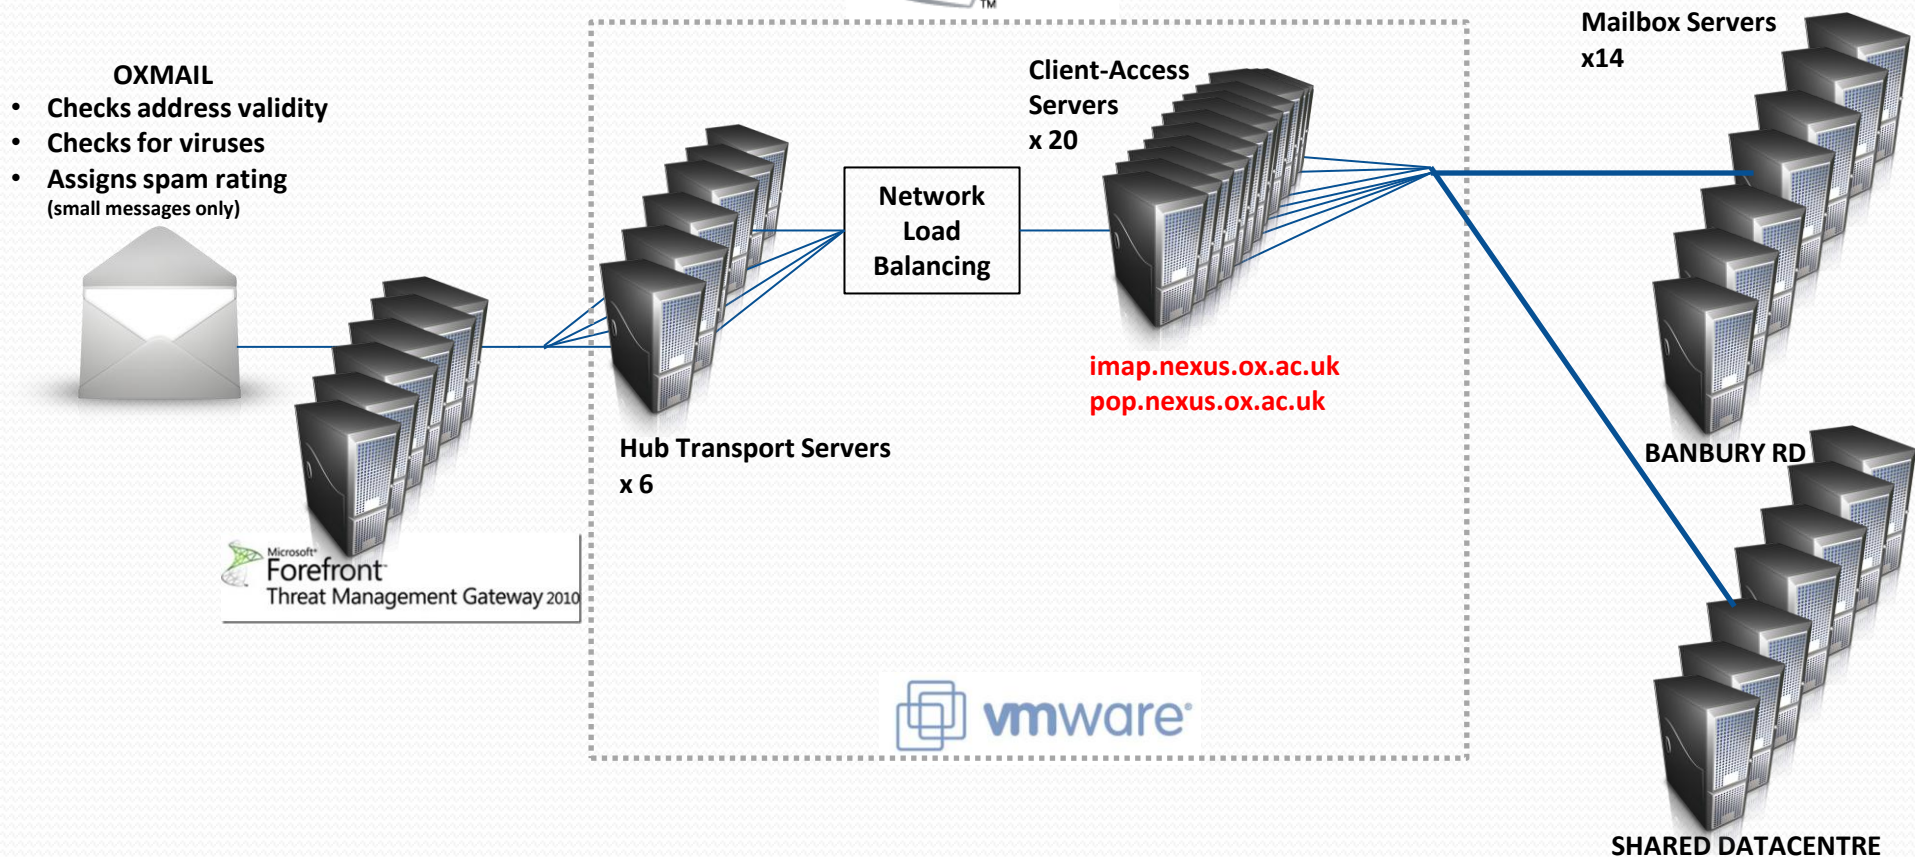 TM
Mailbox Servers
x14
OXMAIL
• Checks address validity
• Checks for viruses
• Assigns spam rating
(small messages only)
Client-Access
Servers
x 20
Network
Load
Balancing
imap.nexus.ox.ac.uk
pop.nexus.ox.ac.uk
Hub Transport Servers
x 6
BANBURY RD
Microsoft®
Forefront™
Threat Management Gateway 2010
vmware®
SHARED DATACENTRE